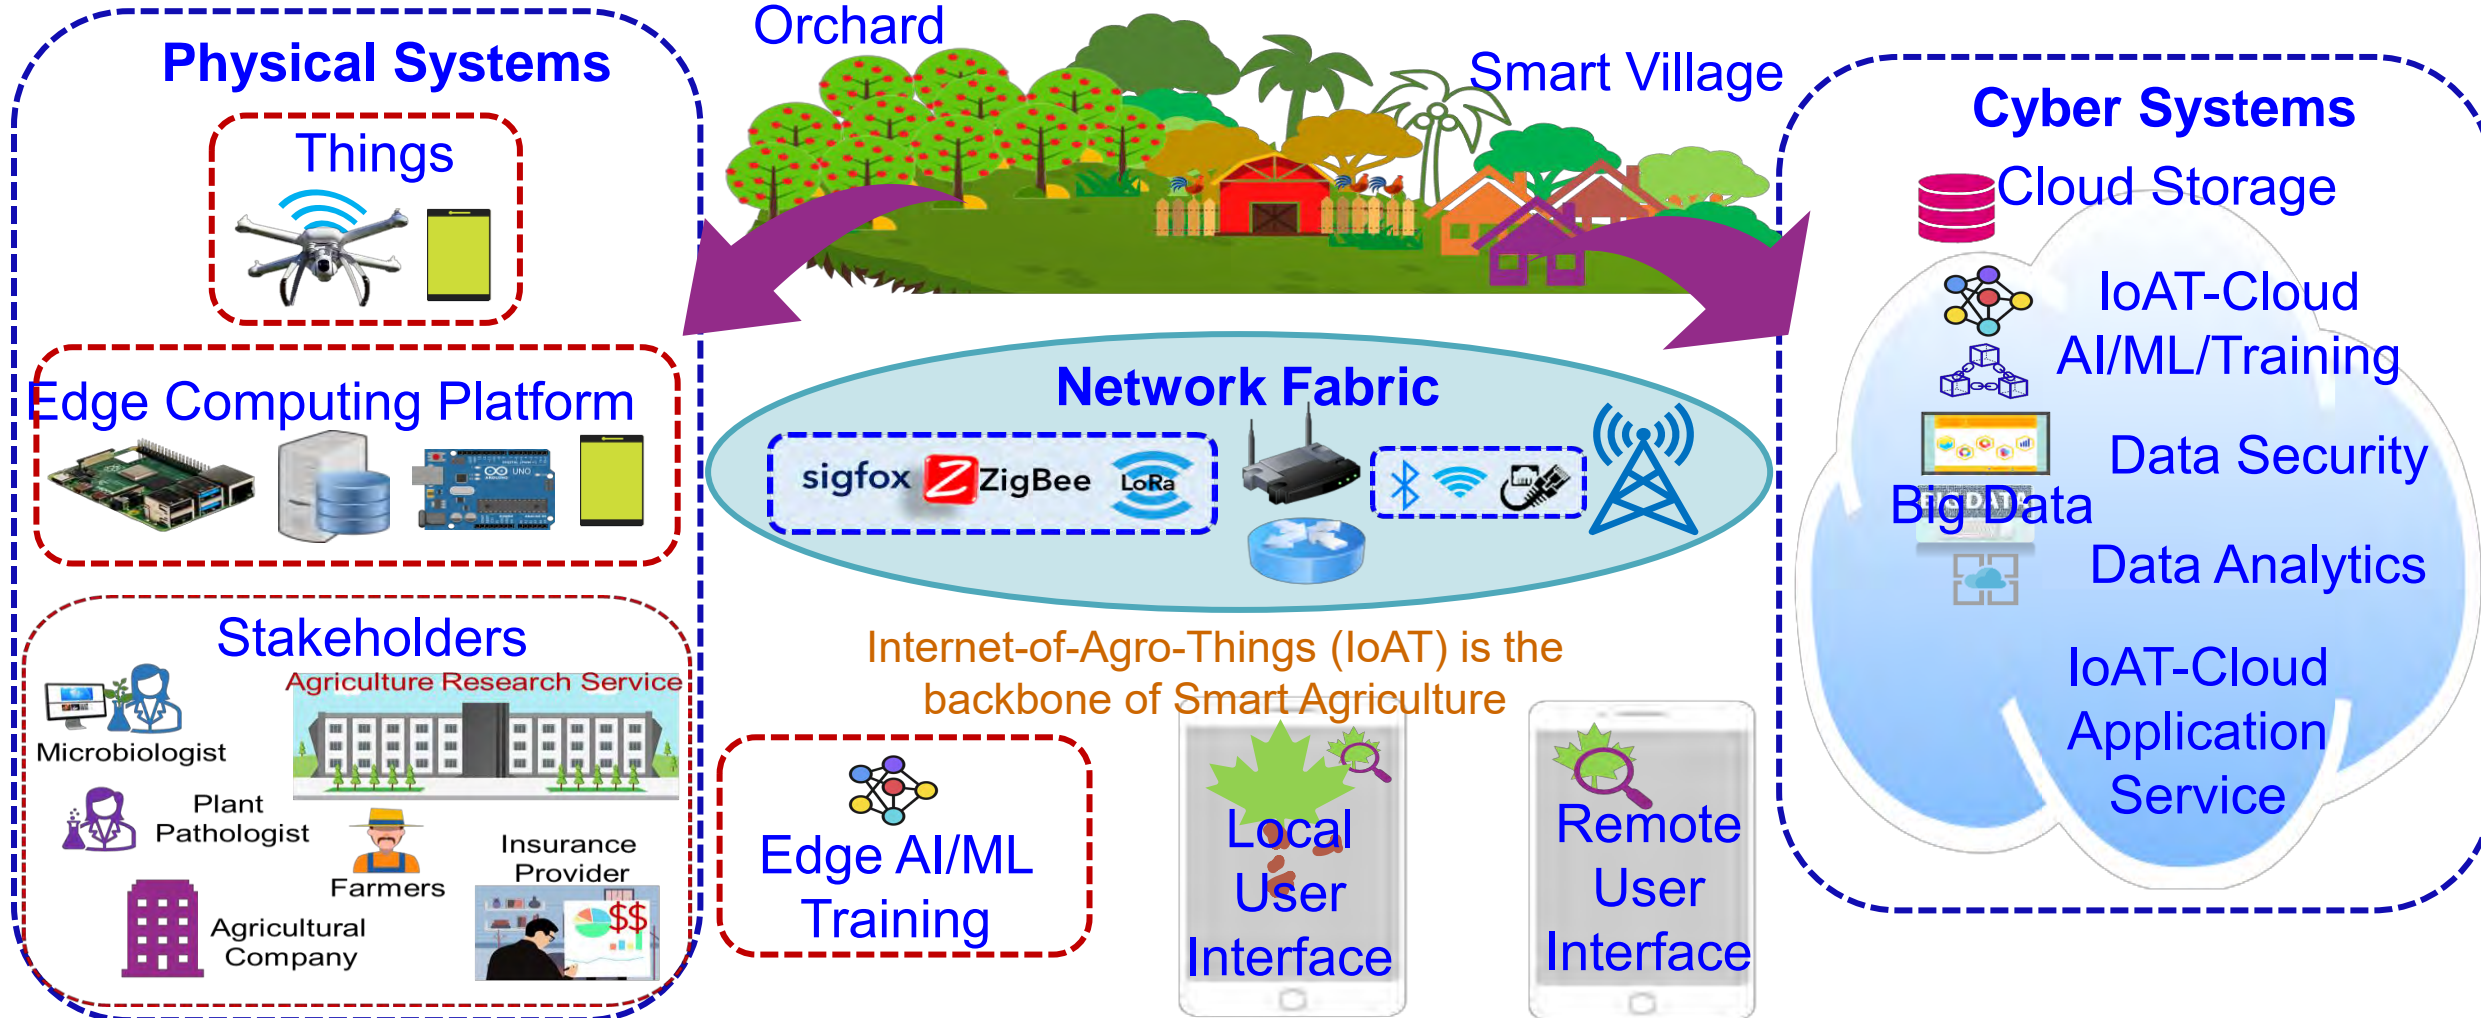 Orchard
Smart Village
Physical Systems
Things
Edge Computing Platform
UNO
Stakeholders
Agriculture Research Service
Microbiologist
Plant
Pathologist
Farmers
Insurance
Provider
$$
Agricultural
Company
Network Fabric
sigfox
Z ZigBee
LoRa
Internet-of-Agro-Things (IoAT) is the
backbone of Smart Agriculture
Edge AI/ML
Training
Local
User
Interface
Remote
User
Interface
Cyber Systems
Cloud Storage
IoAT-Cloud
AI/ML/Training
Data Security
Big Data
BIG DATA
Data Analytics
IoAT-Cloud
Application
Service